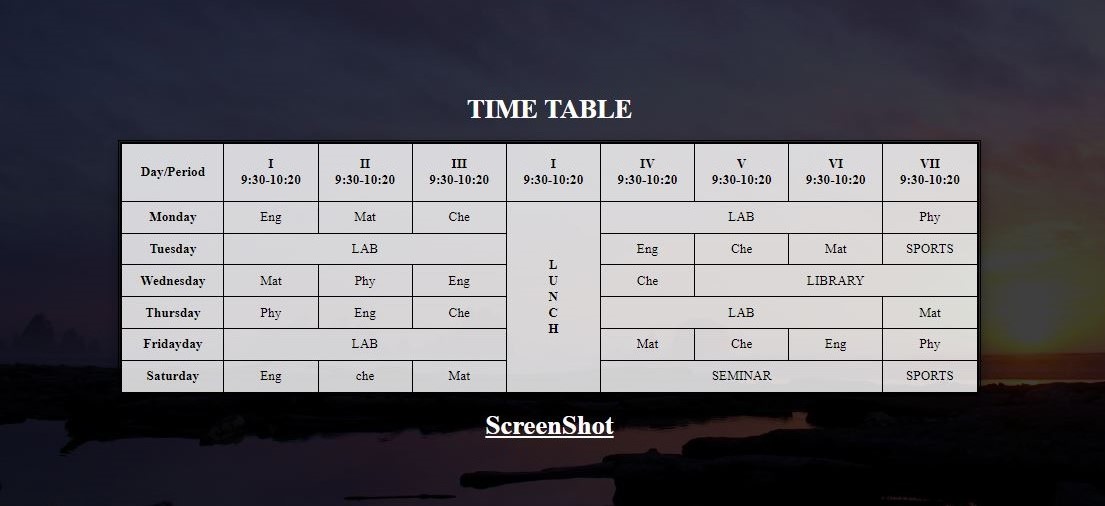 TIME TABLE
Day/Period I II III I IV V VI VII
9:30-10:20 9:30-10:20 9:30-10:20 9:30-10:20 9:30-10:20 9:30-10:20 9:30-10:20 9:30-10:20
Monday Eng Mat Che LAB Phy
Tuesday LAB Eng Che Mat SPORTS
Wednesday Mat Phy Eng Che LIBRARY
Thursday Phy Eng Che LAB Mat
Fridayday LAB Mat Che Eng Phy
Saturday Eng che Mat SEMINAR SPORTS
L
U
N
C
H
ScreenShot